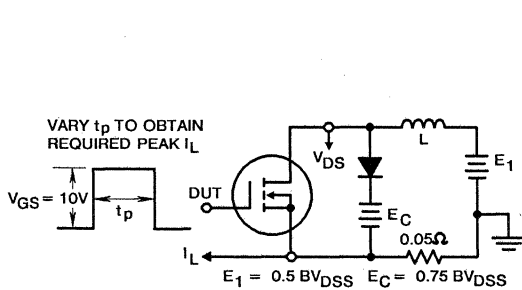 VARY tp TO OBTAIN
REQUIRED PEAK IL
VGS = 10V
tp
DUT
VDS
L
E1
EC
0.05Ω
IL
E1 = 0.5 BVDSS EC = 0.75 BVDSS